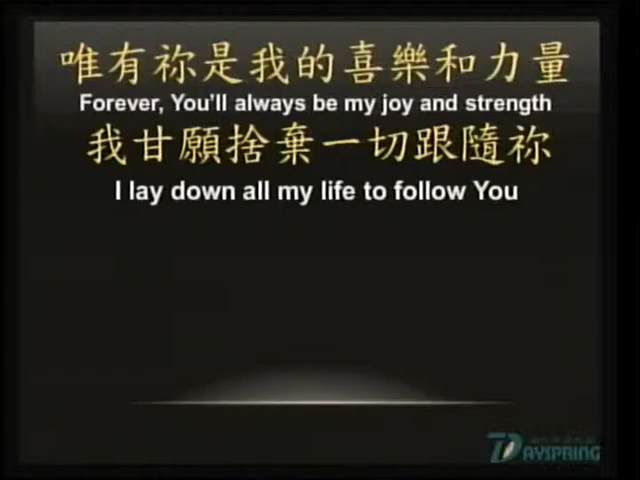 唯有祢是我的喜樂和力量
Forever, You'll always be my joy and strength
我甘願捨棄一切跟隨祢
I lay down all my life to follow You
DAYSPRING